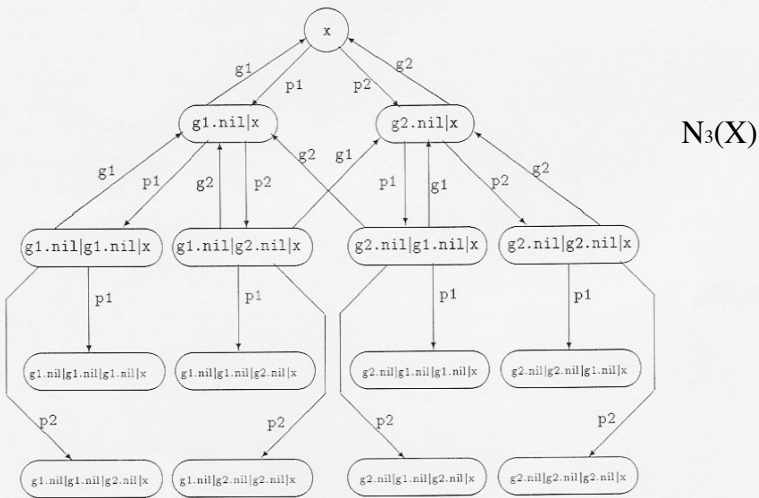 x
g1
p1
p2
g2
g1.nil|x
g2.nil|x
N3(X)
g1
p1
g2
p2
g2
g1
p1
g1
p2
g2
g1.nil|g1.nil|x
g1.nil|g2.nil|x
g2.nil|g1.nil|x
g2.nil|g2.nil|x
p1
p1
p1
p1
g1.nil|g1.nil|g1.nil|x
g1.nil|g1.nil|g2.nil|x
g2.nil|g1.nil|g1.nil|x
g2.nil|g2.nil|g1.nil|x
p2
p2
p2
p2
g1.nil|g1.nil|g2.nil|x
g1.nil|g2.nil|g2.nil|x
g2.nil|g1.nil|g2.nil|x
g2.nil|g2.nil|g2.nil|x